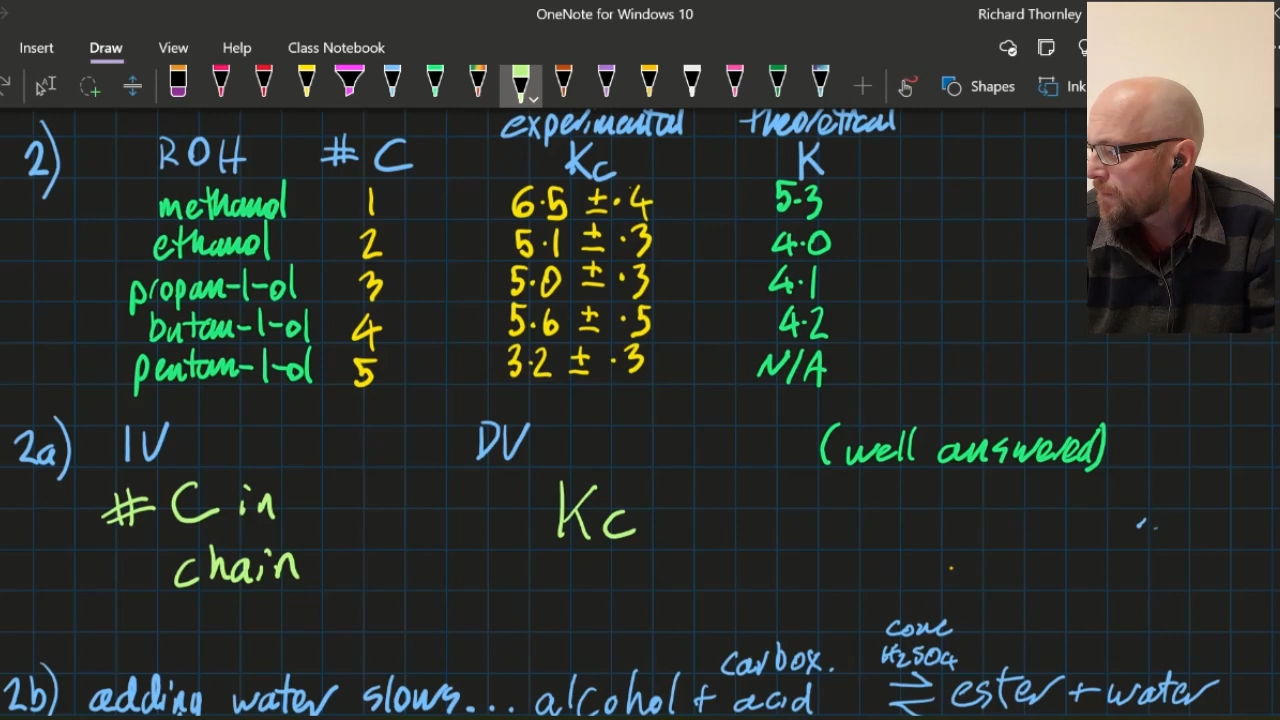 OneNote for Windows 10
Richard Thornley
Insert Draw View Help Class Notebook
Shapes
Ink
experimental theoretical
2) ROH # C Kc K
methanol 1 6.5 ± .4 5.3
ethanol 2 5.1 ± .3 4.0
propan-1-ol 3 5.0 ± .3 4.1
butan-1-ol 4 5.6 ± .5 4.2
pentan-1-ol 5 3.2 ± .3 N/A
2a) IV DV (well answered)
# C in Kc
chain
conc
carbox. H2SO4
2b) adding water slows... alcohol + acid ⇌ ester + water